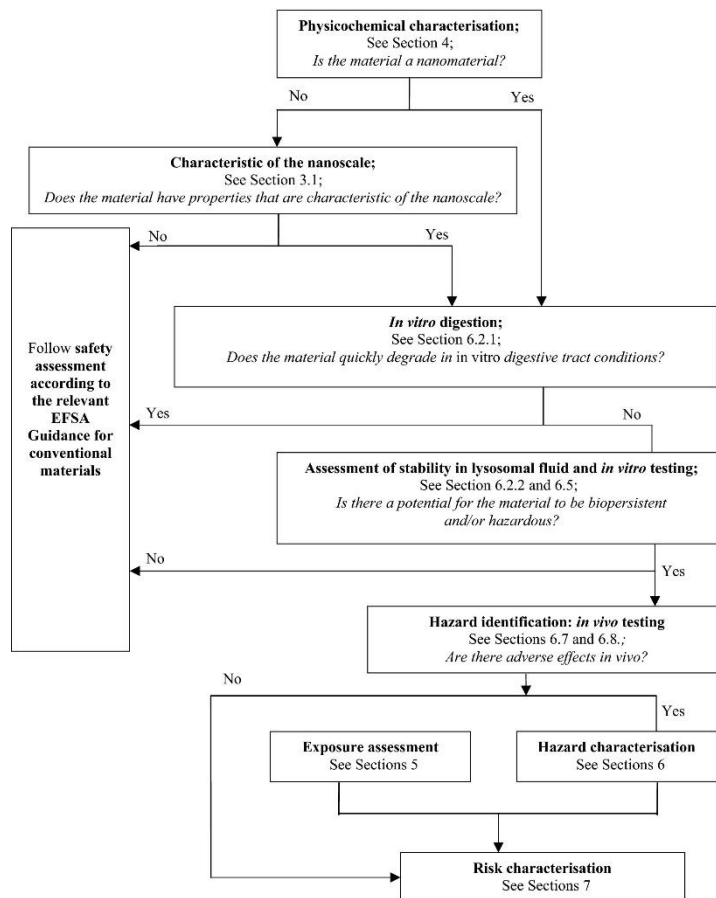 Physicochemical characterisation;
See Section 4;
Is the material a nanomaterial?
No
Yes
Characteristic of the nanoscale;
See Section 3.1;
Does the material have properties that are characteristic of the nanoscale?
No
Yes
In vitro digestion;
See Section 6.2.1;
Does the material quickly degrade in in vitro digestive tract conditions?
Follow safety
assessment
according to
the relevant
EFSA
Guidance for
conventional
materials
Yes
No
Assessment of stability in lysosomal fluid and in vitro testing;
See Section 6.2.2 and 6.5;
Is there a potential for the material to be biopersistent
and/or hazardous?
No
Yes
Hazard identification: in vivo testing
See Sections 6.7 and 6.8.;
Are there adverse effects in vivo?
No
Yes
Exposure assessment
See Sections 5
Hazard characterisation
See Sections 6
Risk characterisation
See Sections 7